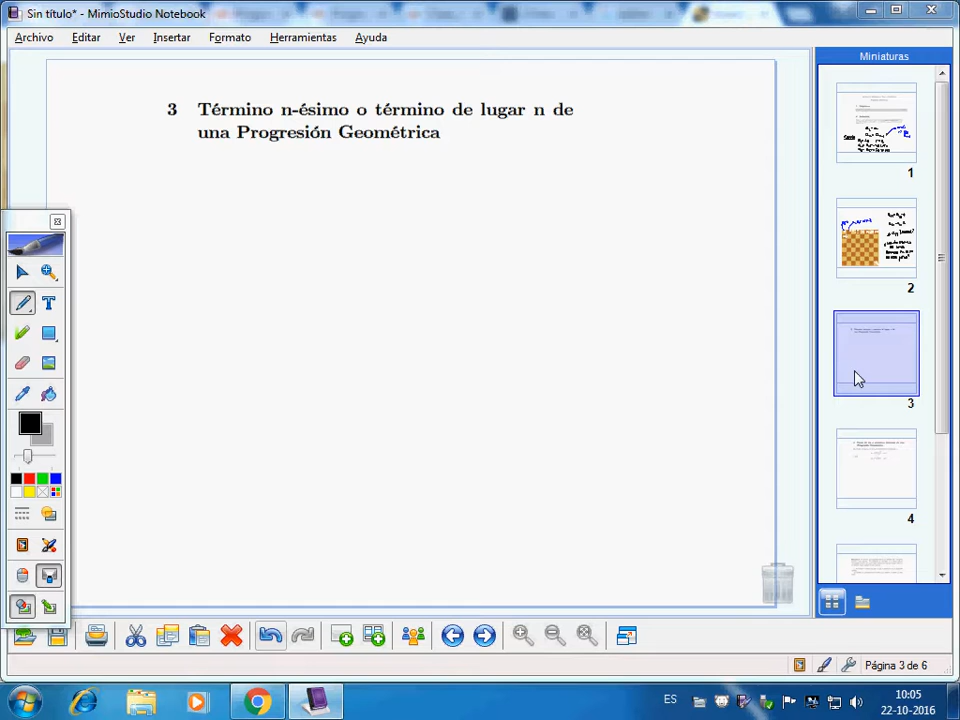 Sin título* - MimioStudio Notebook
Archivo Editar Ver Insertar Formato Herramientas Ayuda
Miniaturas
3 Término n-ésimo o término de lugar n de
una Progresión Geométrica
1
2
3
4
T
Página 3 de 6
ES
10:05
22-10-2016